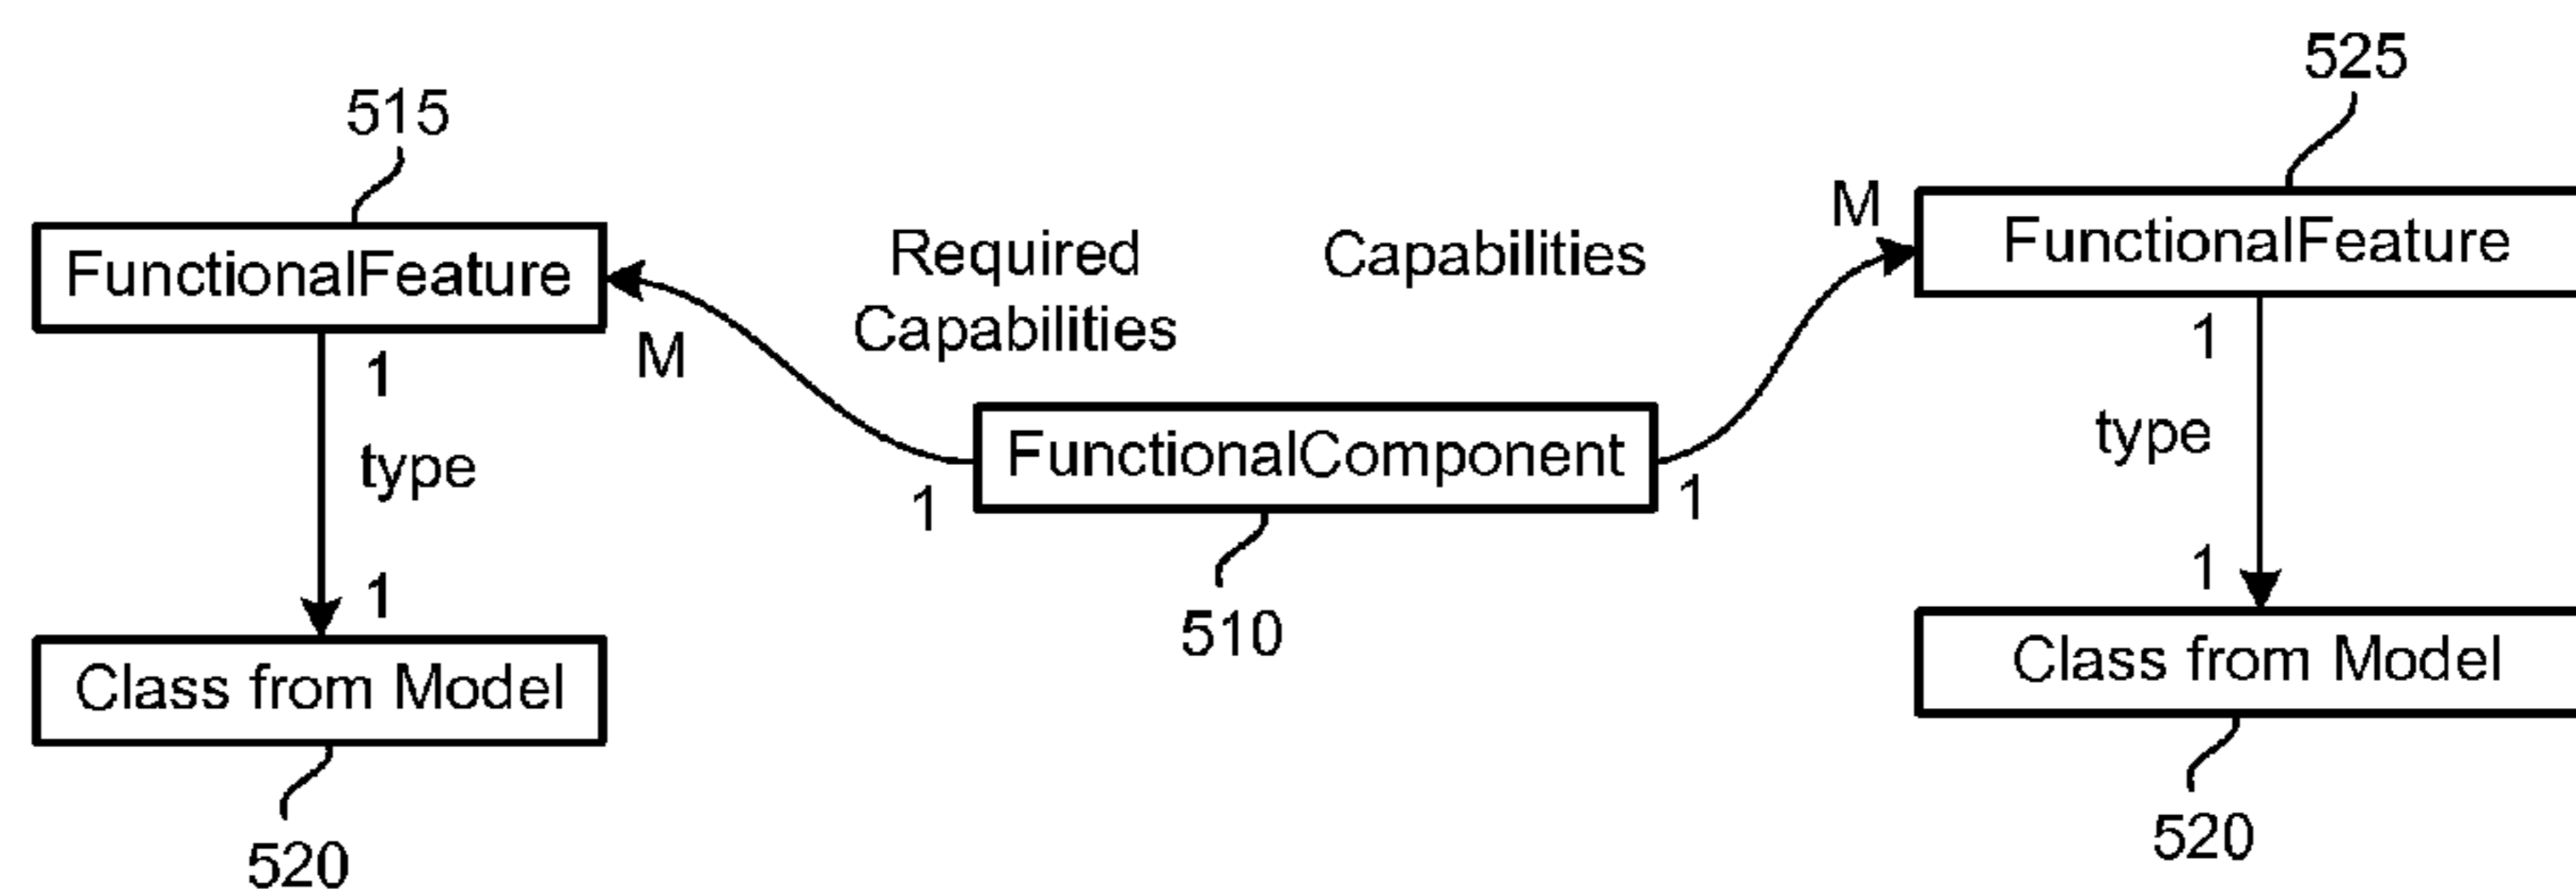 525
515
M
FunctionalFeature
Required
Capabilities
Capabilities
FunctionalFeature
M
1
1
type
type
FunctionalComponent
1
1
1
1
Class from Model
Class from Model
510
520
520